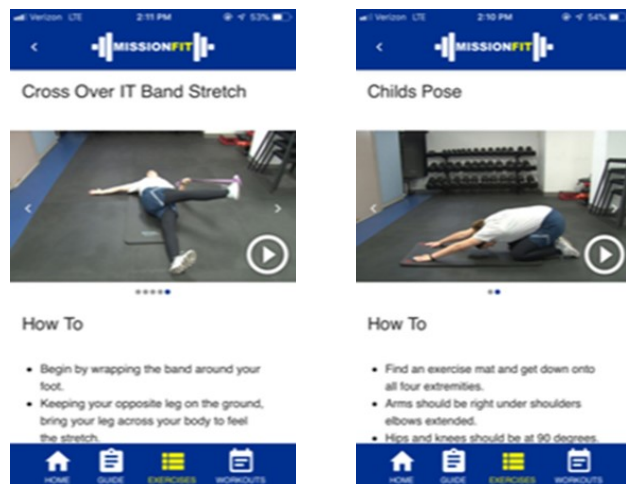 Verizon LTE 2:11 PM 53%
MISSIONFIT
Cross Over IT Band Stretch
How To
• Begin by wrapping the band around your
foot.
• Keeping your opposite leg on the ground,
bring your leg across your body to feel
the stretch.
HOME GUIDE EXERCISES WORKOUTS
Verizon LTE 2:10 PM 54%
MISSIONFIT
Childs Pose
How To
• Find an exercise mat and get down onto
all four extremities.
• Arms should be right under shoulders
elbows extended.
• Hips and knees should be at 90 degrees.
HOME GUIDE EXERCISES WORKOUTS